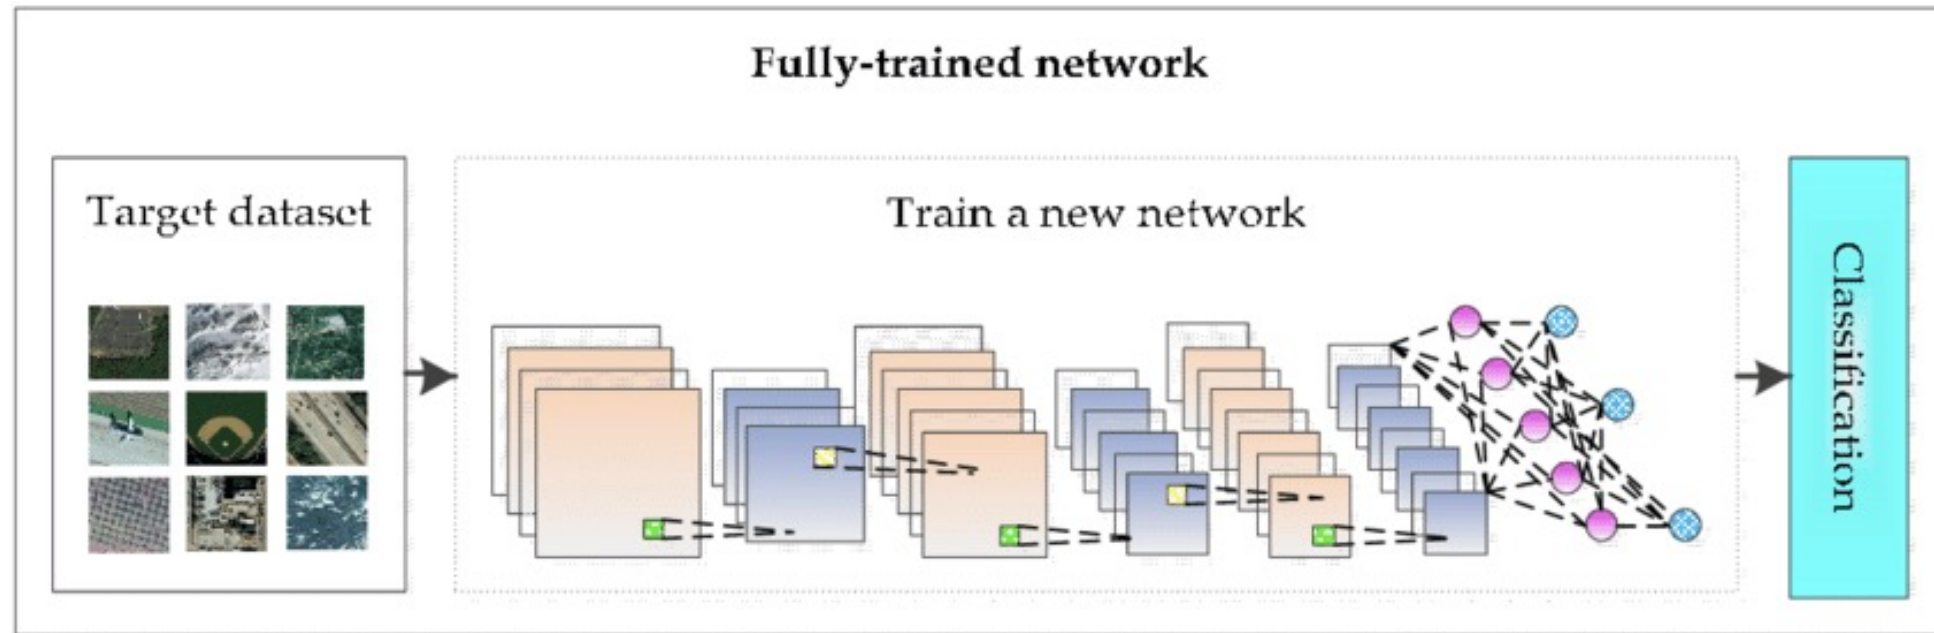 Fully-trained network
Target dataset
Train a new network
Classification